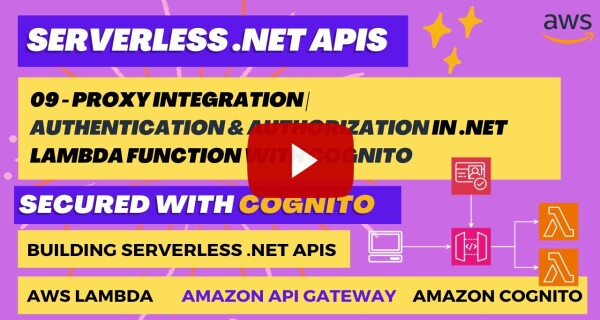 aws
SERVERLESS .NET APIS
09 - PROXY INTEGRATION|
AUTHENTICATION & AUTHORIZATION IN .NET
LAMBDA FUNCTION WITH COGNITO
SECURED WITH COGNITO
BUILDING SERVERLESS .NET APIS
AWS LAMBDA AMAZON API GATEWAY AMAZON COGNITO